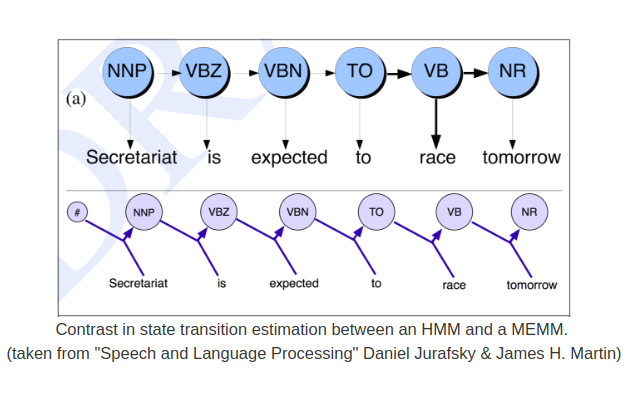 NNP VBZ VBN TO VB NR
(a)
Secretariat is expected to race tomorrow
# NNP VBZ VBN TO VB NR
Secretariat is expected to race tomorrow
Contrast in state transition estimation between an HMM and a MEMM.
(taken from "Speech and Language Processing" Daniel Jurafsky & James H. Martin)